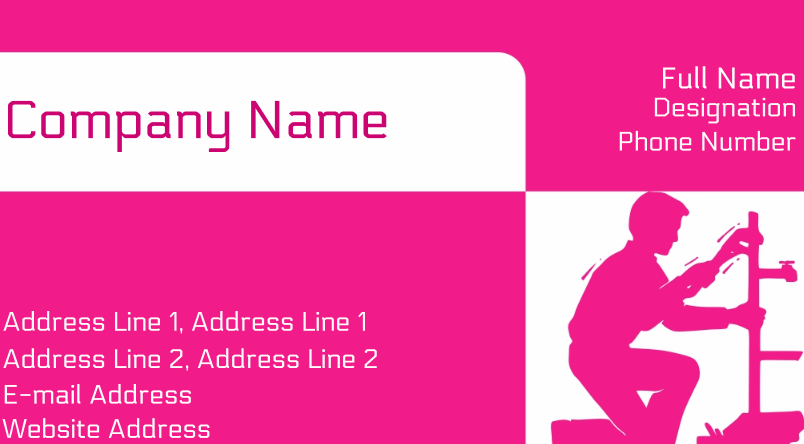 Company Name
Full Name
Designation
Phone Number
Address Line 1, Address Line 1
Address Line 2, Address Line 2
E-mail Address
Website Address